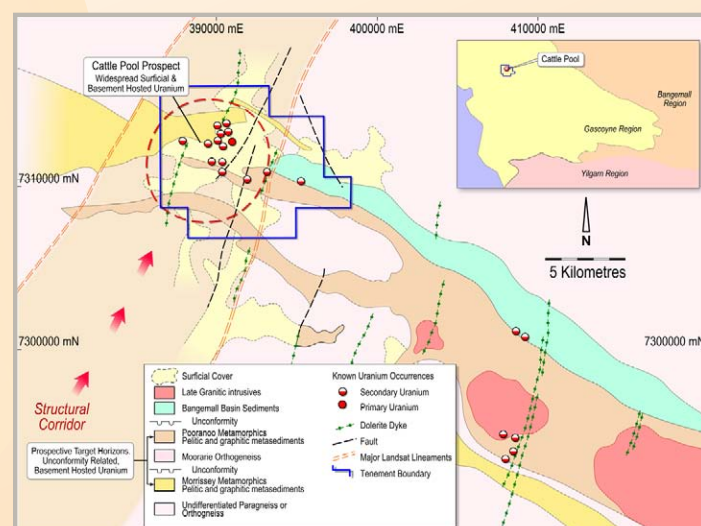 390000 mE
400000 mE
410000 mE
Cattle Pool Prospect
Widespread Surficial &
Basement Hosted Uranium
Cattle Pool
Bangemall
Region
Gascoyne Region
Yilgarn Region
7310000 mN
N
5 Kilometres
7300000 mN
7300000 mN
Structural
Corridor
Prospective Target Horizons.
Unconformity Related,
Basement Hosted Uranium
Surficial Cover
Late Granitic intrusives
Bangemall Basin Sediments
Unconformity
Pooranoo Metamorphics
Pelitic and graphitic metasediments
Moorarie Orthogneiss
Unconformity
Morrissey Metamorphics
Pelitic and graphitic metasediments
Undifferentiated Paragneiss or
Orthogneiss
Known Uranium Occurrences
Secondary Uranium
Primary Uranium
Dolerite Dyke
Fault
Major Landsat Lineaments
Tenement Boundary